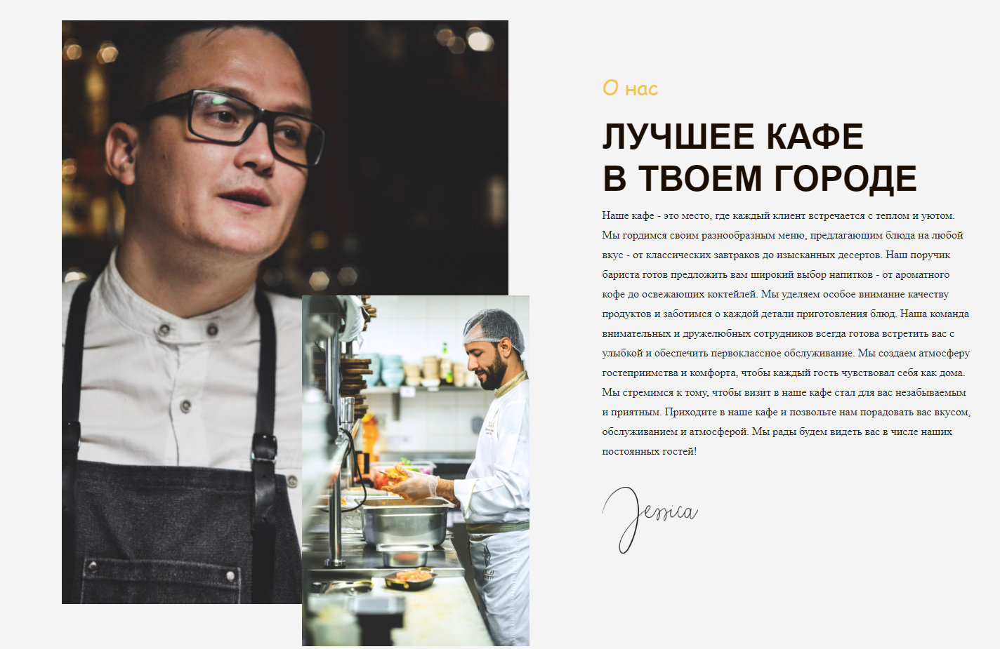 О нас
ЛУЧШЕЕ КАФЕ
В ТВОЕМ ГОРОДЕ
Наше кафе - это место, где каждый клиент встречается с теплом и уютом.
Мы гордимся своим разнообразным меню, предлагающим блюда на любой
вкус - от классических завтраков до изысканных десертов. Наш поручик
бариста готов предложить вам широкий выбор напитков - от ароматного
кофе до освежающих коктейлей. Мы уделяем особое внимание качеству
продуктов и заботимся о каждой детали приготовления блюд. Наша команда
внимательных и дружелюбных сотрудников всегда готова встретить вас с
улыбкой и обеспечить первоклассное обслуживание. Мы создаем атмосферу
гостеприимства и комфорта, чтобы каждый гость чувствовал себя как дома.
Мы стремимся к тому, чтобы визит в наше кафе стал для вас незабываемым
и приятным. Приходите в наше кафе и позвольте нам порадовать вас вкусом,
обслуживанием и атмосферой. Мы рады будем видеть вас в числе наших
постоянных гостей!
Jessica